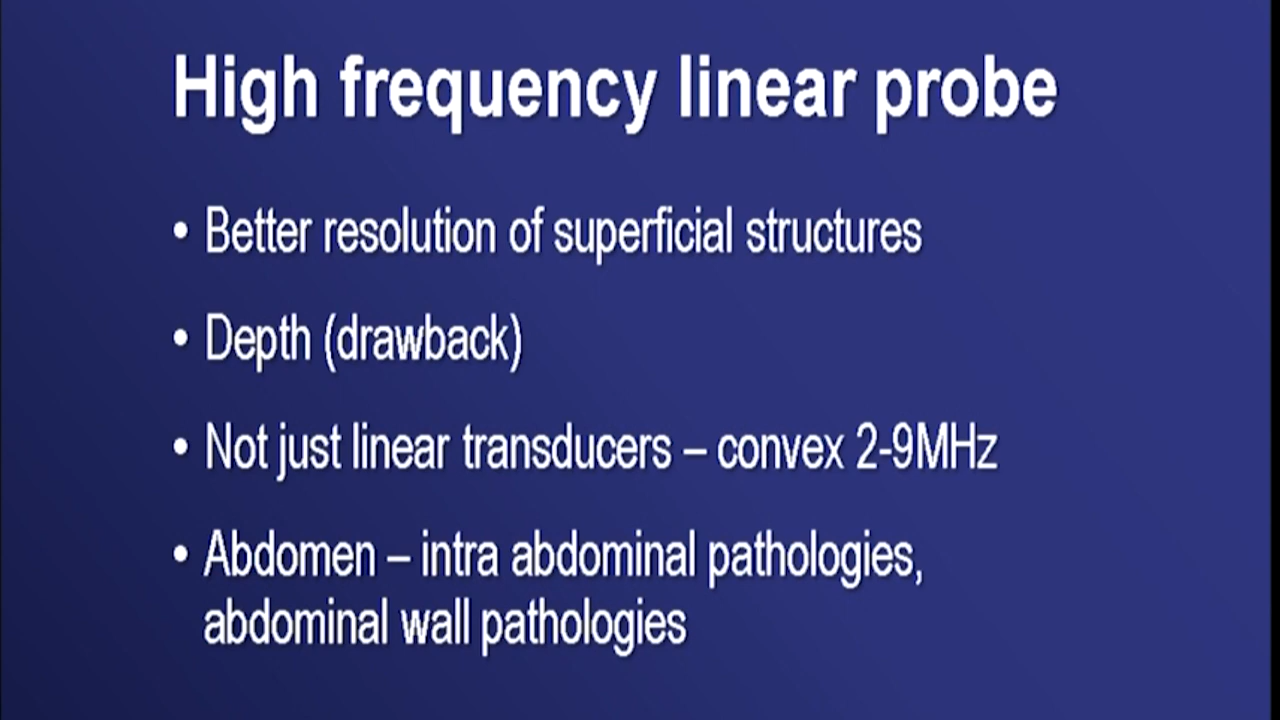 High frequency linear probe
• Better resolution of superficial structures
• Depth (drawback)
• Not just linear transducers – convex 2-9MHz
• Abdomen – intra abdominal pathologies,
abdominal wall pathologies